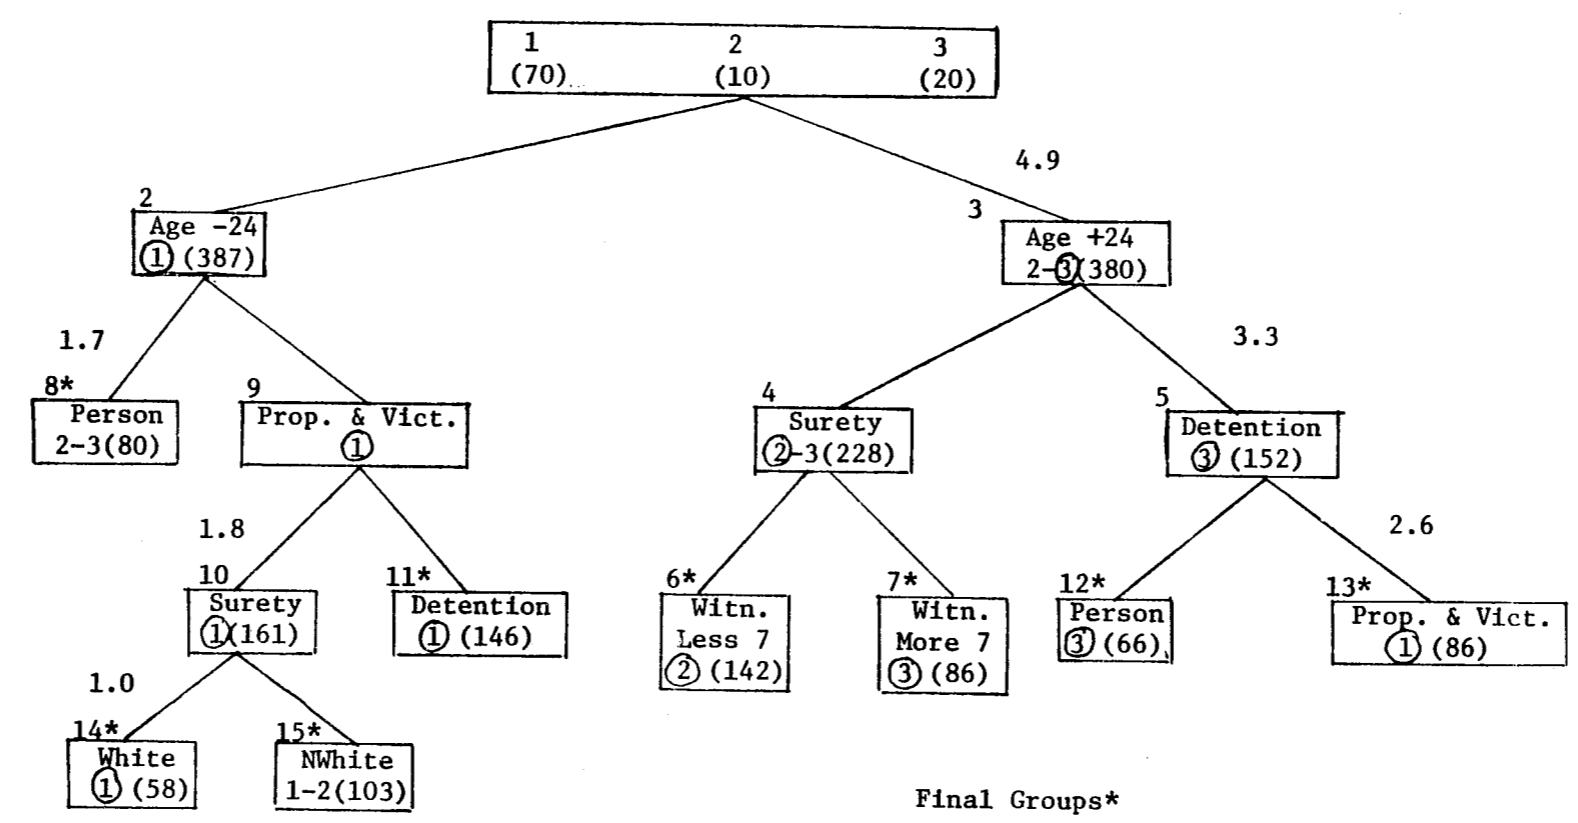 1 2 3
(70) (10) (20)
4.9
2
Age -24
1 (387)
3
Age +24
2-3(380)
1.7
3.3
8*
Person
2-3(80)
9
Prop. & Vict.
1
4
Surety
2-3(228)
5
Detention
3 (152)
1.8
2.6
10
Surety
1(161)
11*
Detention
1 (146)
6*
Witn.
Less 7
2 (142)
7*
Witn.
More 7
3 (86)
12*
Person
3 (66)
13*
Prop. & Vict.
1 (86)
1.0
14*
White
1 (58)
15*
NWhite
1-2(103)
Final Groups*